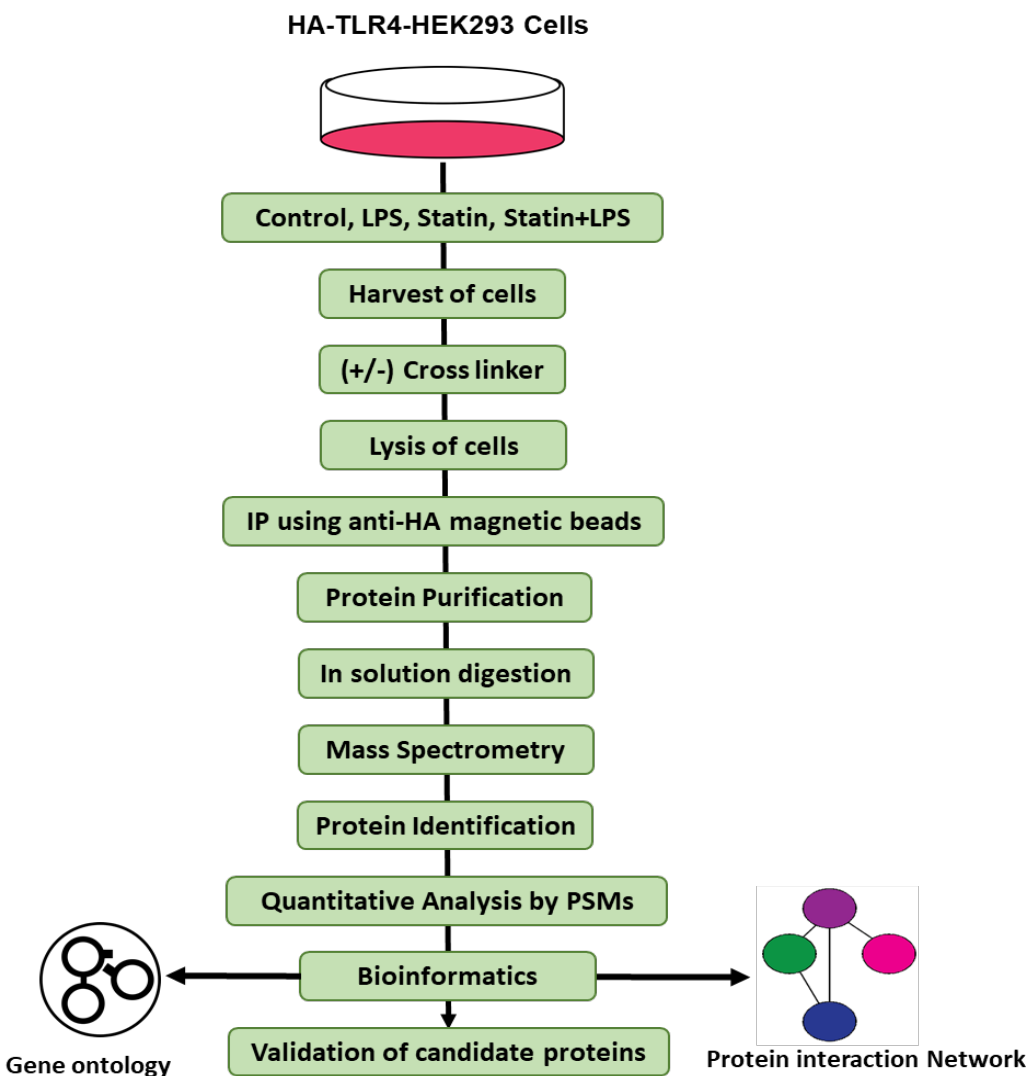 HA-TLR4-HEK293 Cells
Control, LPS, Statin, Statin+LPS
Harvest of cells
(+/-) Cross linker
Lysis of cells
IP using anti-HA magnetic beads
Protein Purification
In solution digestion
Mass Spectrometry
Protein Identification
Quantitative Analysis by PSMs
Bioinformatics
Gene ontology
Validation of candidate proteins
Protein interaction Network